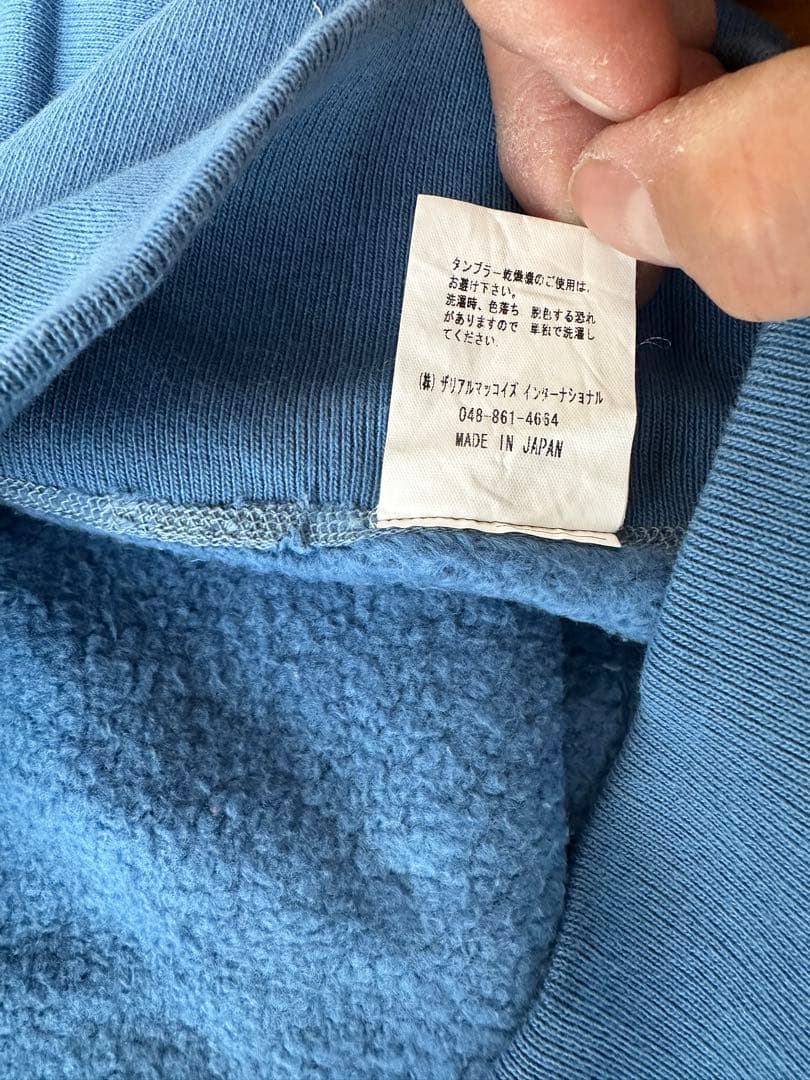 タンブラー乾燥機のご使用は、
お避け下さい。
洗濯時、色落ち 脱色する恐れ
がありますので 単独で洗濯し
てください.
(株) ザリアルマッコイズ インターナショナル
048-861-4664
MADE IN JAPAN